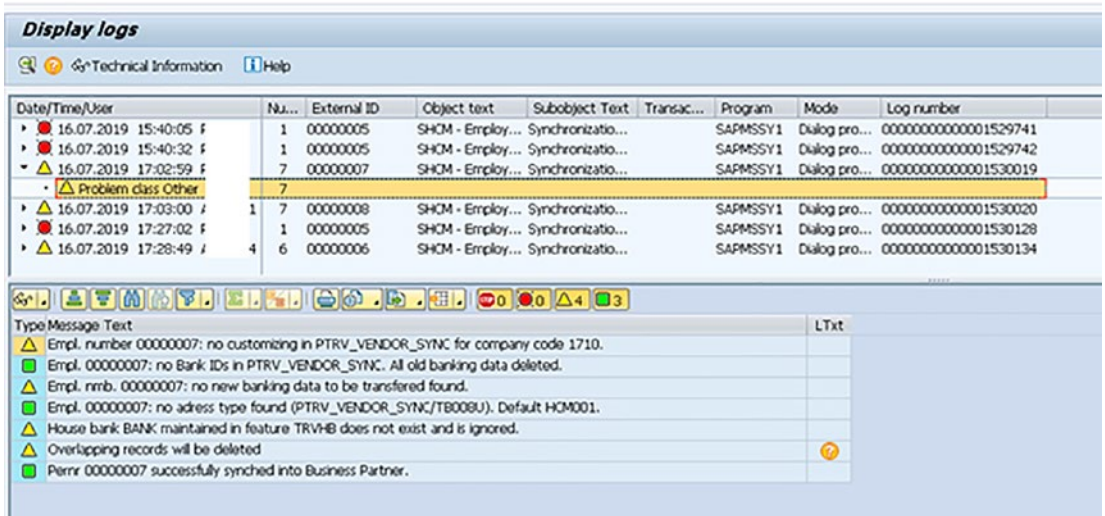 Display logs
Technical Information Help
Date/Time/User Nu... External ID Object text Subobject Text Transac... Program Mode Log number
16.07.2019 15:40:05 1 00000005 SHCM - Employ... Synchronizatio... SAPMSSY1 Dialog pro... 00000000000001529741
16.07.2019 15:40:32 1 00000005 SHCM - Employ... Synchronizatio... SAPMSSY1 Dialog pro... 00000000000001529742
16.07.2019 17:02:59 7 00000007 SHCM - Employ... Synchronizatio... SAPMSSY1 Dialog pro... 00000000000001530019
Problem class Other 7
16.07.2019 17:03:00 1 7 00000008 SHCM - Employ... Synchronizatio... SAPMSSY1 Dialog pro... 00000000000001530020
16.07.2019 17:27:02 1 00000005 SHCM - Employ... Synchronizatio... SAPMSSY1 Dialog pro... 00000000000001530128
16.07.2019 17:28:49 4 6 00000006 SHCM - Employ... Synchronizatio... SAPMSSY1 Dialog pro... 00000000000001530134
STOP 0 0 4 3
Type Message Text LTxt
Empl. number 00000007: no customizing in PTRV_VENDOR_SYNC for company code 1710.
Empl. 00000007: no Bank IDs in PTRV_VENDOR_SYNC. All old banking data deleted.
Empl. nmb. 00000007: no new banking data to be transfered found.
Empl. 00000007: no adress type found (PTRV_VENDOR_SYNC/TB008U). Default HCM001.
House bank BANK maintained in feature TRVHB does not exist and is ignored.
Overlapping records will be deleted
Pernr 00000007 successfully synched into Business Partner.